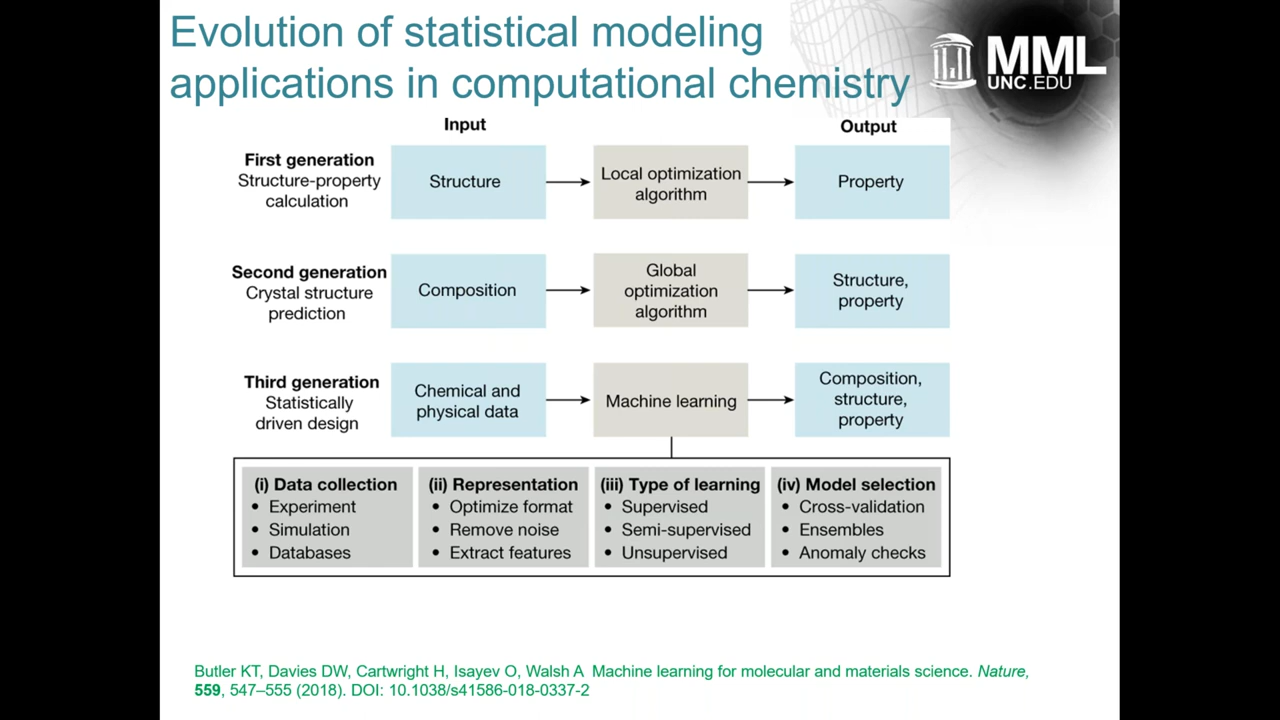 Evolution of statistical modeling
applications in computational chemistry
MML
UNC.EDU
Input
Output
First generation
Structure-property
calculation
Structure
Local optimization
algorithm
Property
Second generation
Crystal structure
prediction
Composition
Global
optimization
algorithm
Structure,
property
Third generation
Statistically
driven design
Chemical and
physical data
Machine learning
Composition,
structure,
property
(i) Data collection
• Experiment
• Simulation
• Databases
(ii) Representation
• Optimize format
• Remove noise
• Extract features
(iii) Type of learning
• Supervised
• Semi-supervised
• Unsupervised
(iv) Model selection
• Cross-validation
• Ensembles
• Anomaly checks
Butler KT, Davies DW, Cartwright H, Isayev O, Walsh A Machine learning for molecular and materials science. Nature,
559, 547–555 (2018). DOI: 10.1038/s41586-018-0337-2